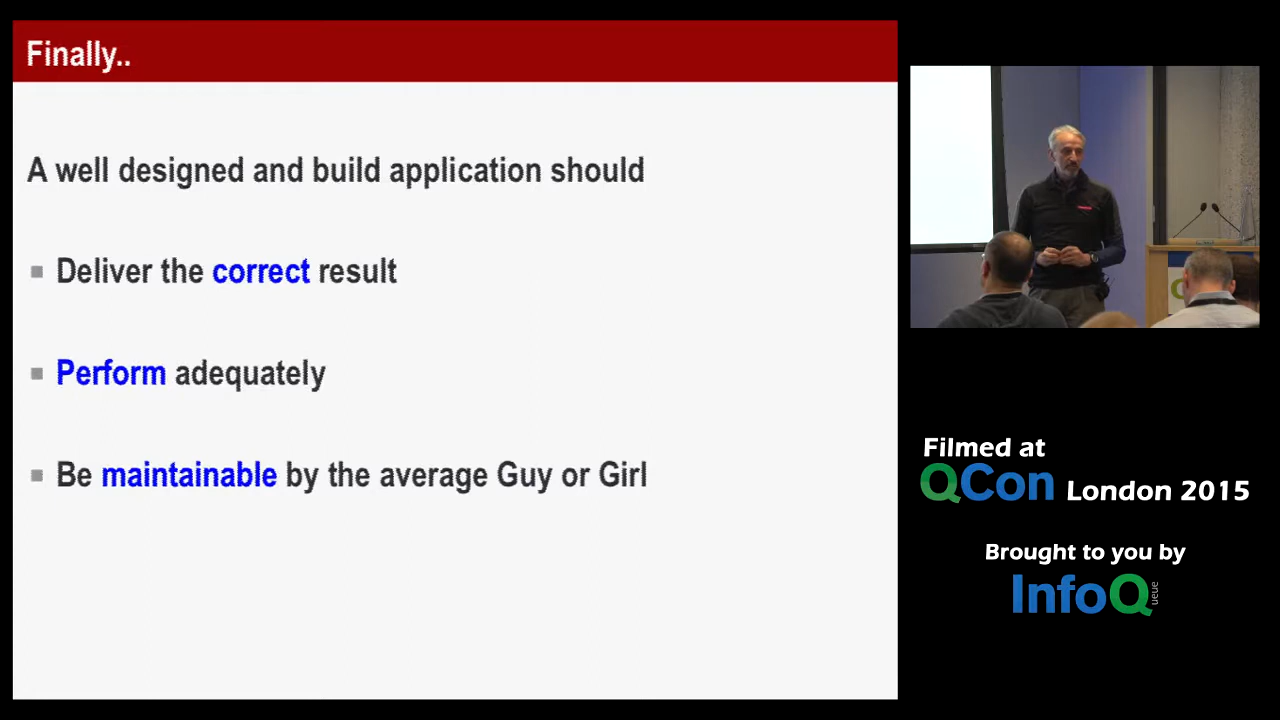 Finally..
A well designed and build application should
Deliver the correct result
Perform adequately
Be maintainable by the average Guy or Girl
Filmed at
QCon London 2015
Brought to you by
InfoQ
ueue